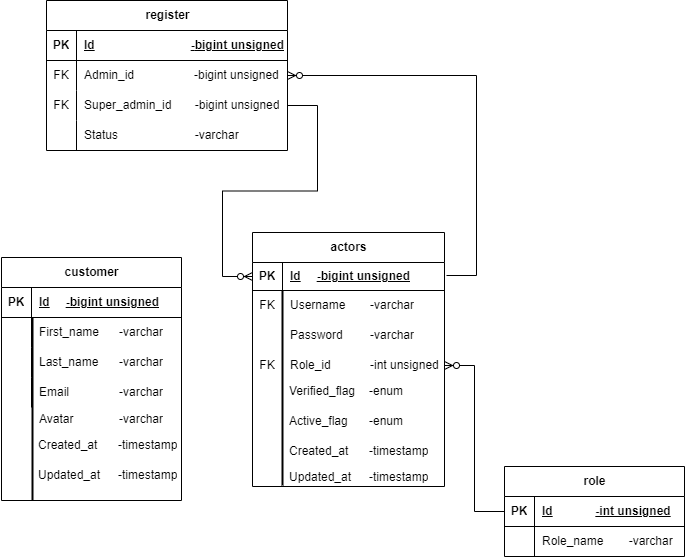 register
PK Id -bigint unsigned
FK Admin_id -bigint unsigned
FK Super_admin_id -bigint unsigned
Status -varchar
actors
PK Id -bigint unsigned
FK Username -varchar
Password -varchar
FK Role_id -int unsigned
Verified_flag -enum
Active_flag -enum
Created_at -timestamp
Updated_at -timestamp
customer
PK Id -bigint unsigned
First_name -varchar
Last_name -varchar
Email -varchar
Avatar -varchar
Created_at -timestamp
Updated_at -timestamp
role
PK Id -int unsigned
Role_name -varchar